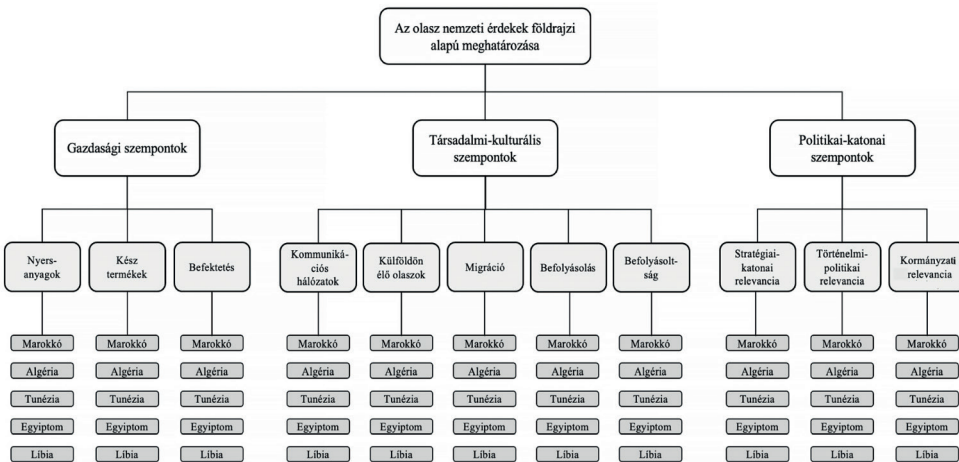 Az olasz nemzeti érdekek földrajzi
alapú meghatározása
Gazdasági szempontok
Társadalmi-kulturális
szempontok
Politikai-katonai
szempontok
Nyers-
anyagok
Kész
termékek
Befektetés
Kommuniká-
ciós
hálózatok
Külföldön
élő olaszok
Migráció
Befolyásolás
Befolyásolt-
ság
Stratégiai-
katonai
relevancia
Történelmi-
politikai
relevancia
Kormányzati
relevancia
Marokkó Marokkó Marokkó Marokkó Marokkó Marokkó Marokkó Marokkó Marokkó Marokkó Marokkó
Algéria Algéria Algéria Algéria Algéria Algéria Algéria Algéria Algéria Algéria Algéria
Tunézia Tunézia Tunézia Tunézia Tunézia Tunézia Tunézia Tunézia Tunézia Tunézia Tunézia
Egyiptom Egyiptom Egyiptom Egyiptom Egyiptom Egyiptom Egyiptom Egyiptom Egyiptom Egyiptom Egyiptom
Líbia Líbia Líbia Líbia Líbia Líbia Líbia Líbia Líbia Líbia Líbia